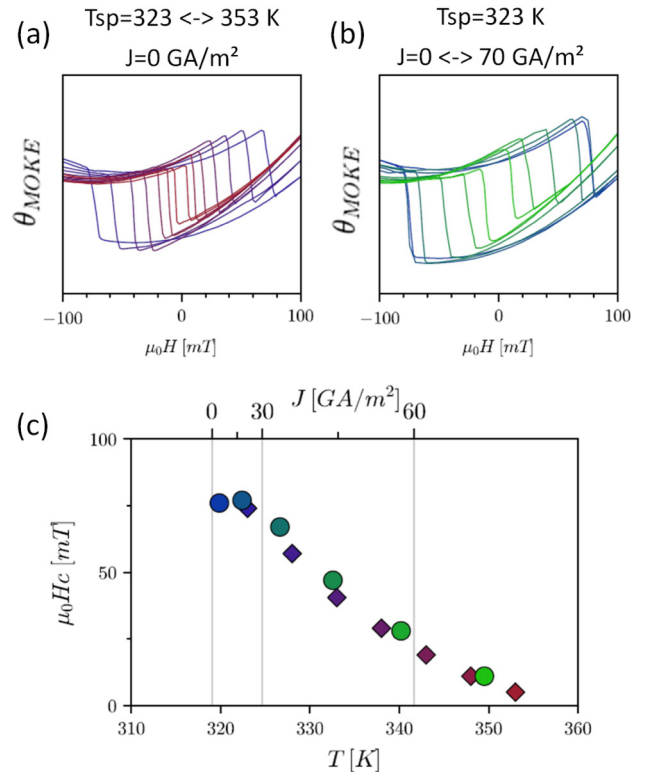 (a)
Tsp=323 <-> 353 K
J=0 GA/m²
θMOKE
−100
0
100
μ₀H [mT]
(b)
Tsp=323 K
J=0 <-> 70 GA/m²
θMOKE
−100
0
100
μ₀H [mT]
(c)
J [GA/m²]
0
30
60
100
50
0
μ₀Hc [mT]
310
320
330
340
350
360
T [K]